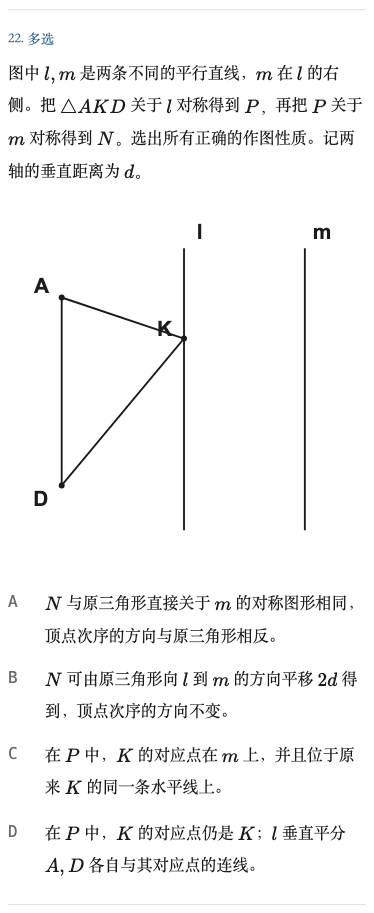 22. 多选
图中 l, m 是两条不同的平行直线，m 在 l 的右
侧。把 △AKD 关于 l 对称得到 P，再把 P 关于
m 对称得到 N。选出所有正确的作图性质。记两
轴的垂直距离为 d。
l
m
A
K
D
A N 与原三角形直接关于 m 的对称图形相同，
顶点次序的方向与原三角形相反。
B N 可由原三角形向 l 到 m 的方向平移 2d 得
到，顶点次序的方向不变。
C 在 P 中，K 的对应点在 m 上，并且位于原
来 K 的同一条水平线上。
D 在 P 中，K 的对应点仍是 K；l 垂直平分
A, D 各自与其对应点的连线。